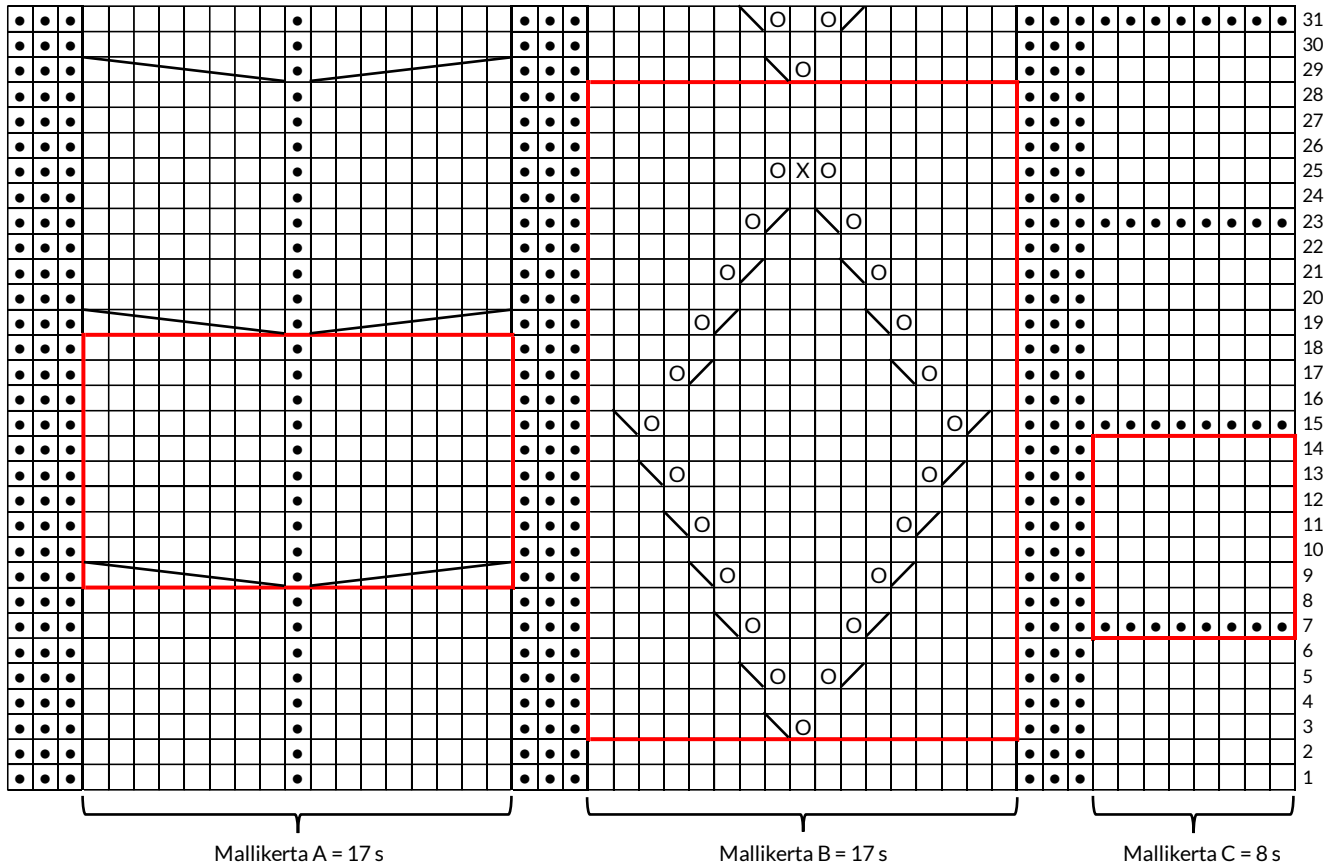 O O 31
30
O 29
28
27
26
O X O 25
24
O O 23
22
O O 21
20
O O 19
18
O O 17
16
O O 15
14
O O 13
12
O O 11
10
O O 9
8
O O 7
6
O O 5
4
O 3
2
1
Mallikerta A = 17 s Mallikerta B = 17 s Mallikerta C = 8 s